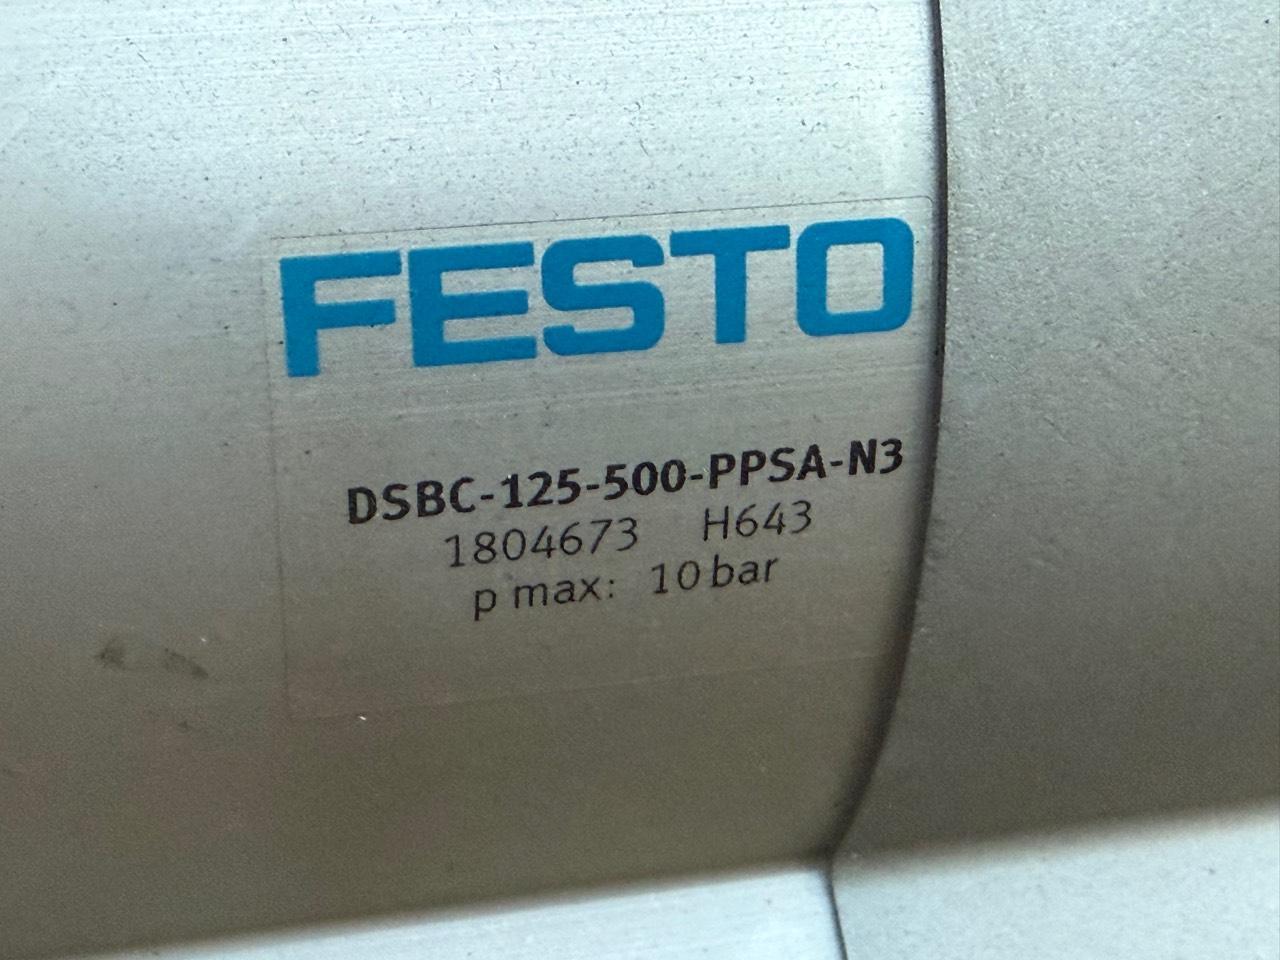 FESTO
DSBC-125-500-PPSA-N3
1804673 H643
p max: 10 bar